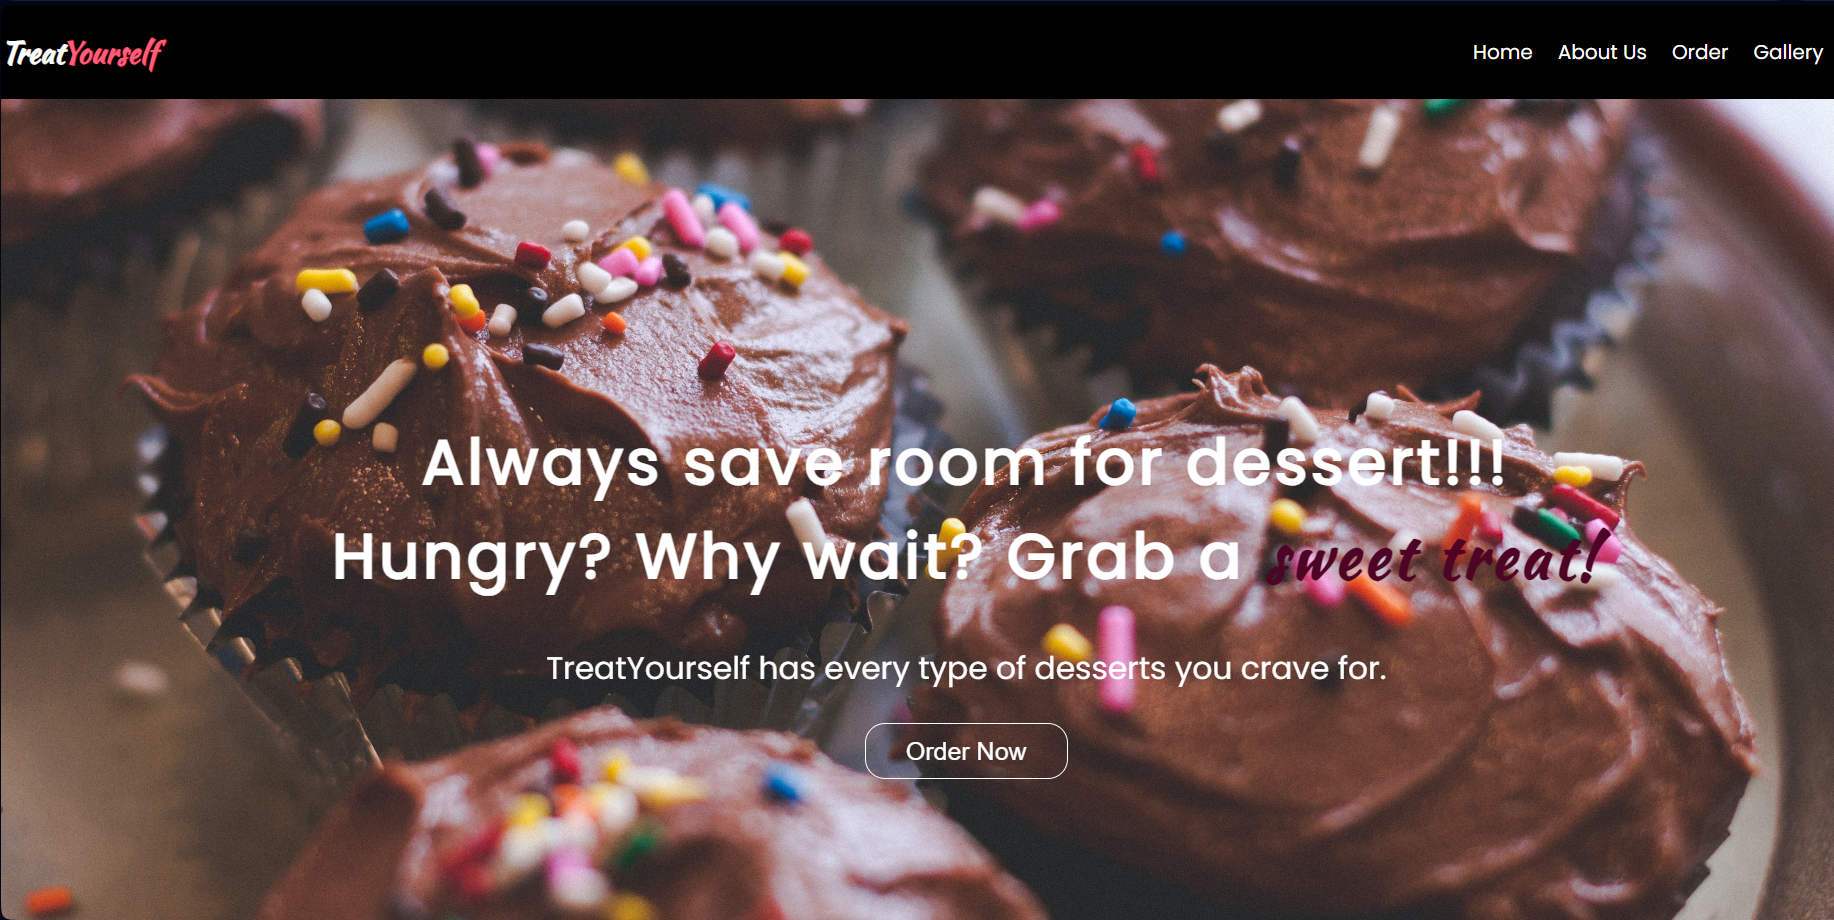 TreatYourself
Home About Us Order Gallery
Always save room for dessert!!!
Hungry? Why wait? Grab a sweet treat!
TreatYourself has every type of desserts you crave for.
Order Now